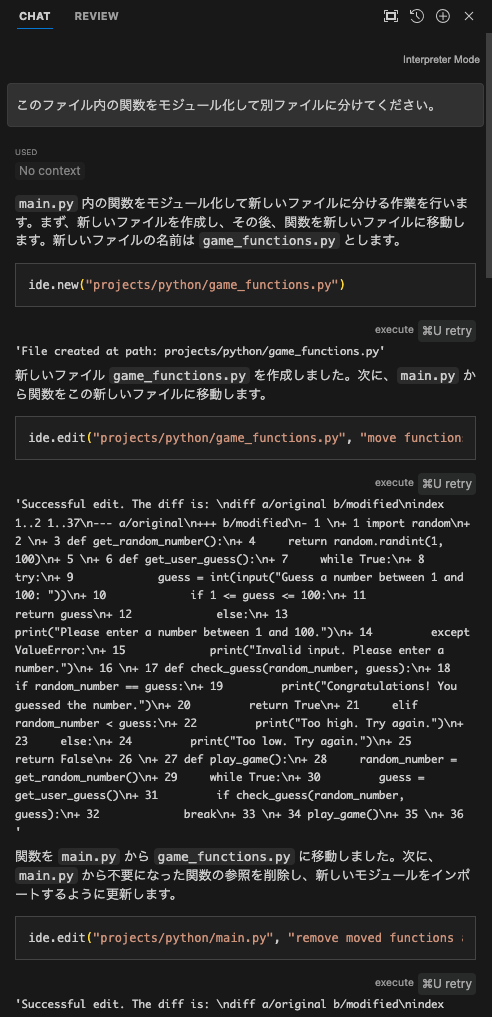 CHAT REVIEW
Interpreter Mode
このファイル内の関数をモジュール化して別ファイルに分けてください。
USED
No context
main.py 内の関数をモジュール化して新しいファイルに分ける作業を行いま
す。まず、新しいファイルを作成し、その後、関数を新しいファイルに移動し
ます。新しいファイルの名前は game_functions.py とします。
ide.new("projects/python/game_functions.py")
execute ⌘U retry
'File created at path: projects/python/game_functions.py'
新しいファイル game_functions.py を作成しました。次に、main.py か
ら関数をこの新しいファイルに移動します。
ide.edit("projects/python/game_functions.py", "move function
execute ⌘U retry
'Successful edit. The diff is: \ndiff a/original b/modified\nindex
1..2 1..37\n--- a/original\n+++ b/modified\n- 1 \n+ 1 import random\n+
2 \n+ 3 def get_random_number():\n+ 4     return random.randint(1,
100)\n+ 5 \n+ 6 def get_user_guess():\n+ 7     while True:\n+ 8
try:\n+ 9             guess = int(input("Guess a number between 1 and
100: "))\n+ 10             if 1 <= guess <= 100:\n+ 11
return guess\n+ 12             else:\n+ 13
print("Please enter a number between 1 and 100.")\n+ 14         except
ValueError:\n+ 15             print("Invalid input. Please enter a
number.")\n+ 16 \n+ 17 def check_guess(random_number, guess):\n+ 18
if random_number == guess:\n+ 19         print("Congratulations! You
guessed the number.")\n+ 20         return True\n+ 21     elif
random_number < guess:\n+ 22         print("Too high. Try again.")\n+
23     else:\n+ 24         print("Too low. Try again.")\n+ 25
return False\n+ 26 \n+ 27 def play_game():\n+ 28     random_number =
get_random_number()\n+ 29     while True:\n+ 30         guess =
get_user_guess()\n+ 31         if check_guess(random_number,
guess):\n+ 32             break\n+ 33 \n+ 34 play_game()\n+ 35 \n+ 36
'
関数を main.py から game_functions.py に移動しました。次に、
main.py から不要になった関数の参照を削除し、新しいモジュールをインポ
ートするように更新します。
ide.edit("projects/python/main.py", "remove moved functions
execute ⌘U retry
'Successful edit. The diff is: \ndiff a/original b/modified\nindex